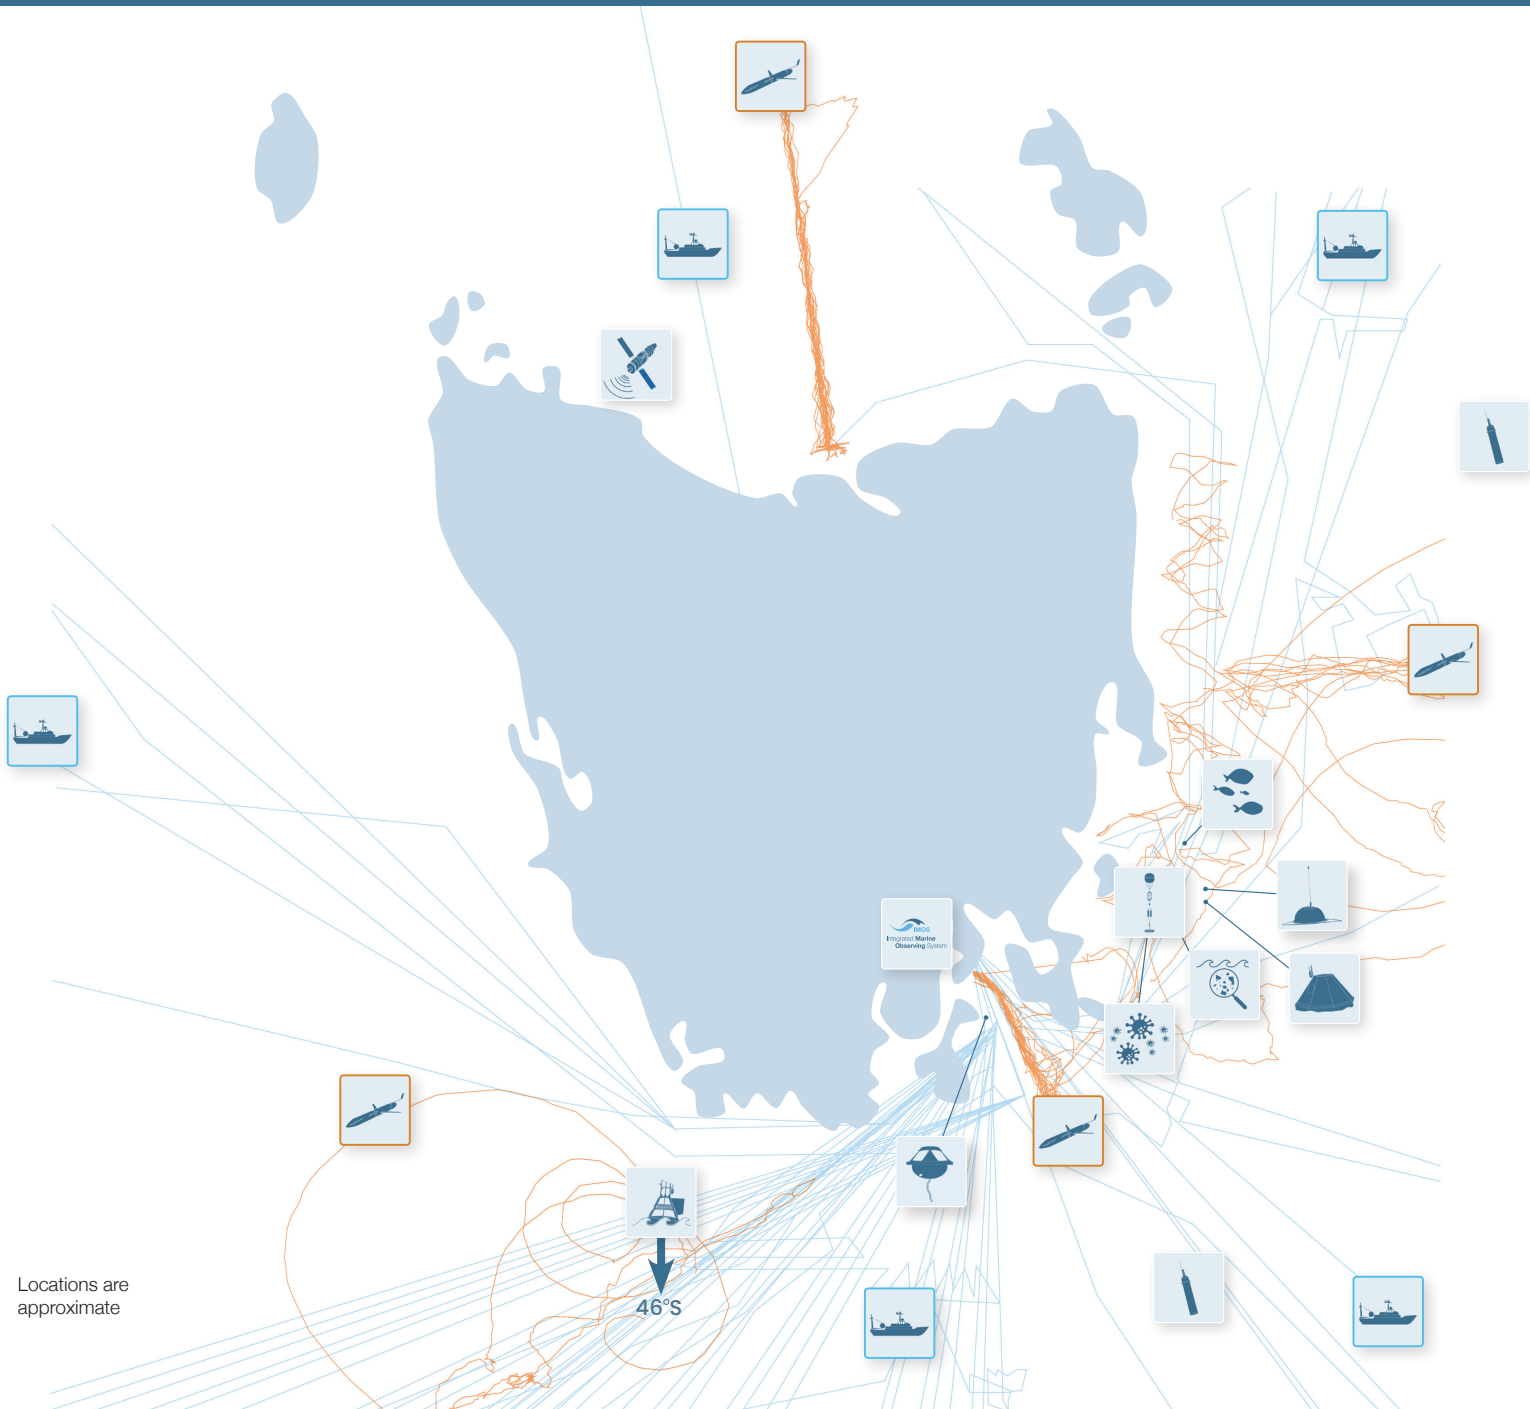 IMOS
Integrated Marine
Observing System
Locations are
approximate
46°S